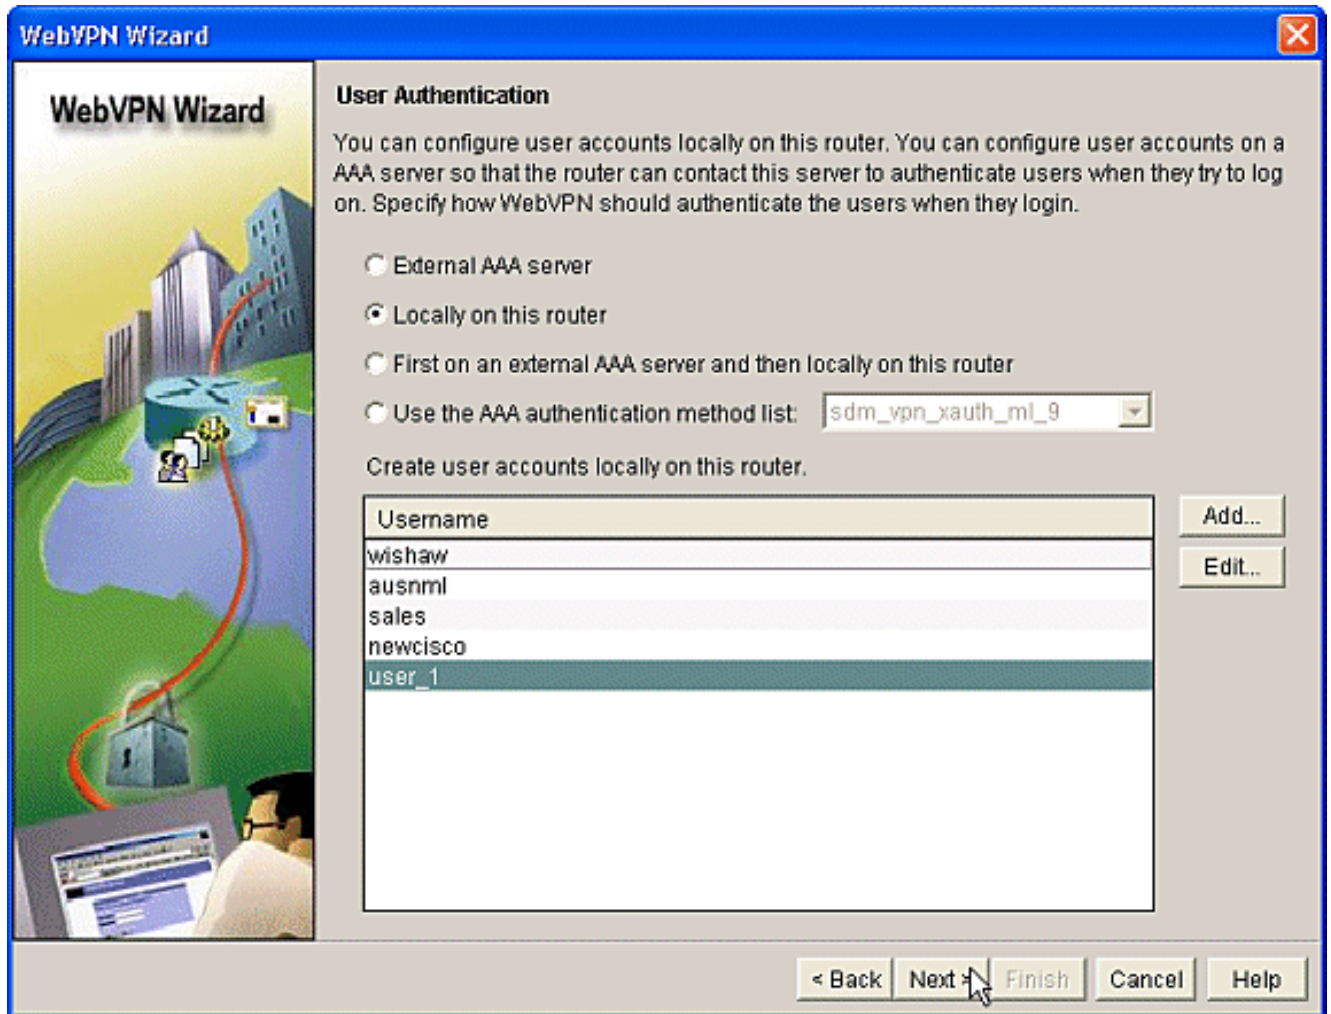 WebVPN Wizard
WebVPN Wizard
User Authentication
You can configure user accounts locally on this router. You can configure user accounts on a
AAA server so that the router can contact this server to authenticate users when they try to log
on. Specify how WebVPN should authenticate the users when they login.
External AAA server
Locally on this router
First on an external AAA server and then locally on this router
Use the AAA authentication method list: sdm_vpn_xauth_ml_9
Create user accounts locally on this router.
Username
wishaw
ausnml
sales
newcisco
user_1
Add...
Edit...
< Back Next > Finish Cancel Help